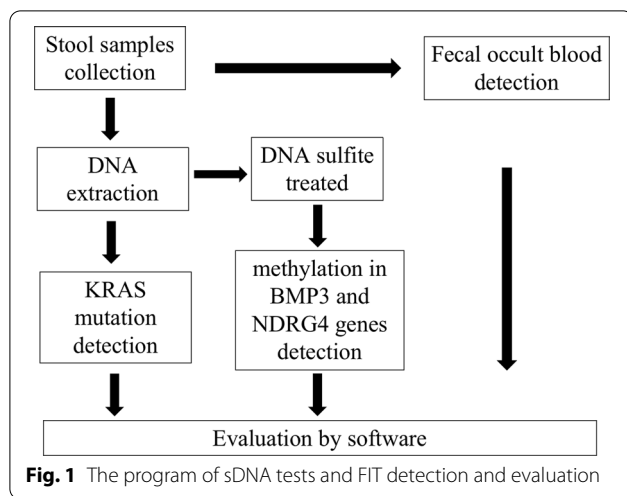 Stool samples
collection
Fecal occult blood
detection
DNA
extraction
DNA sulfite
treated
KRAS
mutation
detection
methylation in
BMP3 and
NDRG4 genes
detection
Evaluation by software
Fig. 1 The program of sDNA tests and FIT detection and evaluation